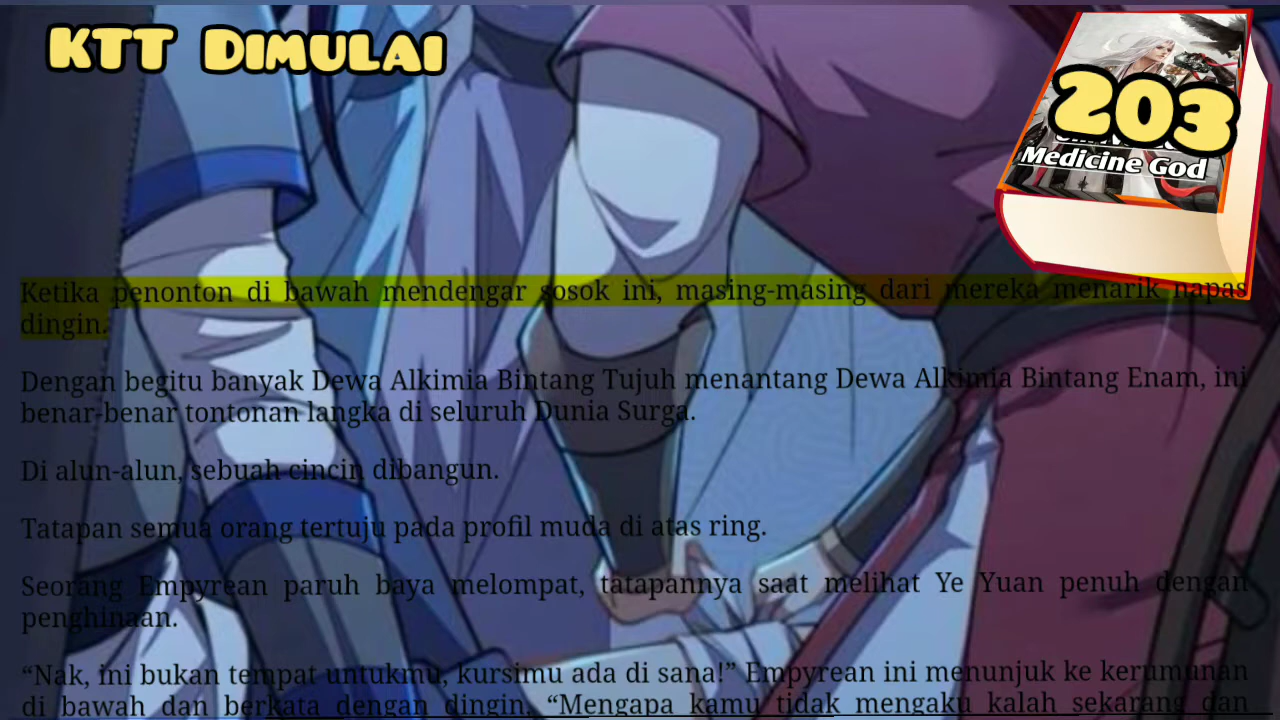 KTT Dimulai
203
Medicine God
Ketika penonton di bawah mendengar sosok ini, masing-masing dari mereka menarik napas
dingin.
Dengan begitu banyak Dewa Alkimia Bintang Tujuh menantang Dewa Alkimia Bintang Enam, ini
benar-benar tontonan langka di seluruh Dunia Surga.
Di alun-alun, sebuah cincin dibangun.
Tatapan semua orang tertuju pada profil muda di atas ring.
Seorang Empyrean paruh baya melompat, tatapannya saat melihat Ye Yuan penuh dengan
penghinaan.
“Nak, ini bukan tempat untukmu, kursimu ada di sana!” Empyrean ini menunjuk ke kerumunan
di bawah dan berkata dengan dingin, “Mengapa kamu tidak mengaku kalah sekarang dan